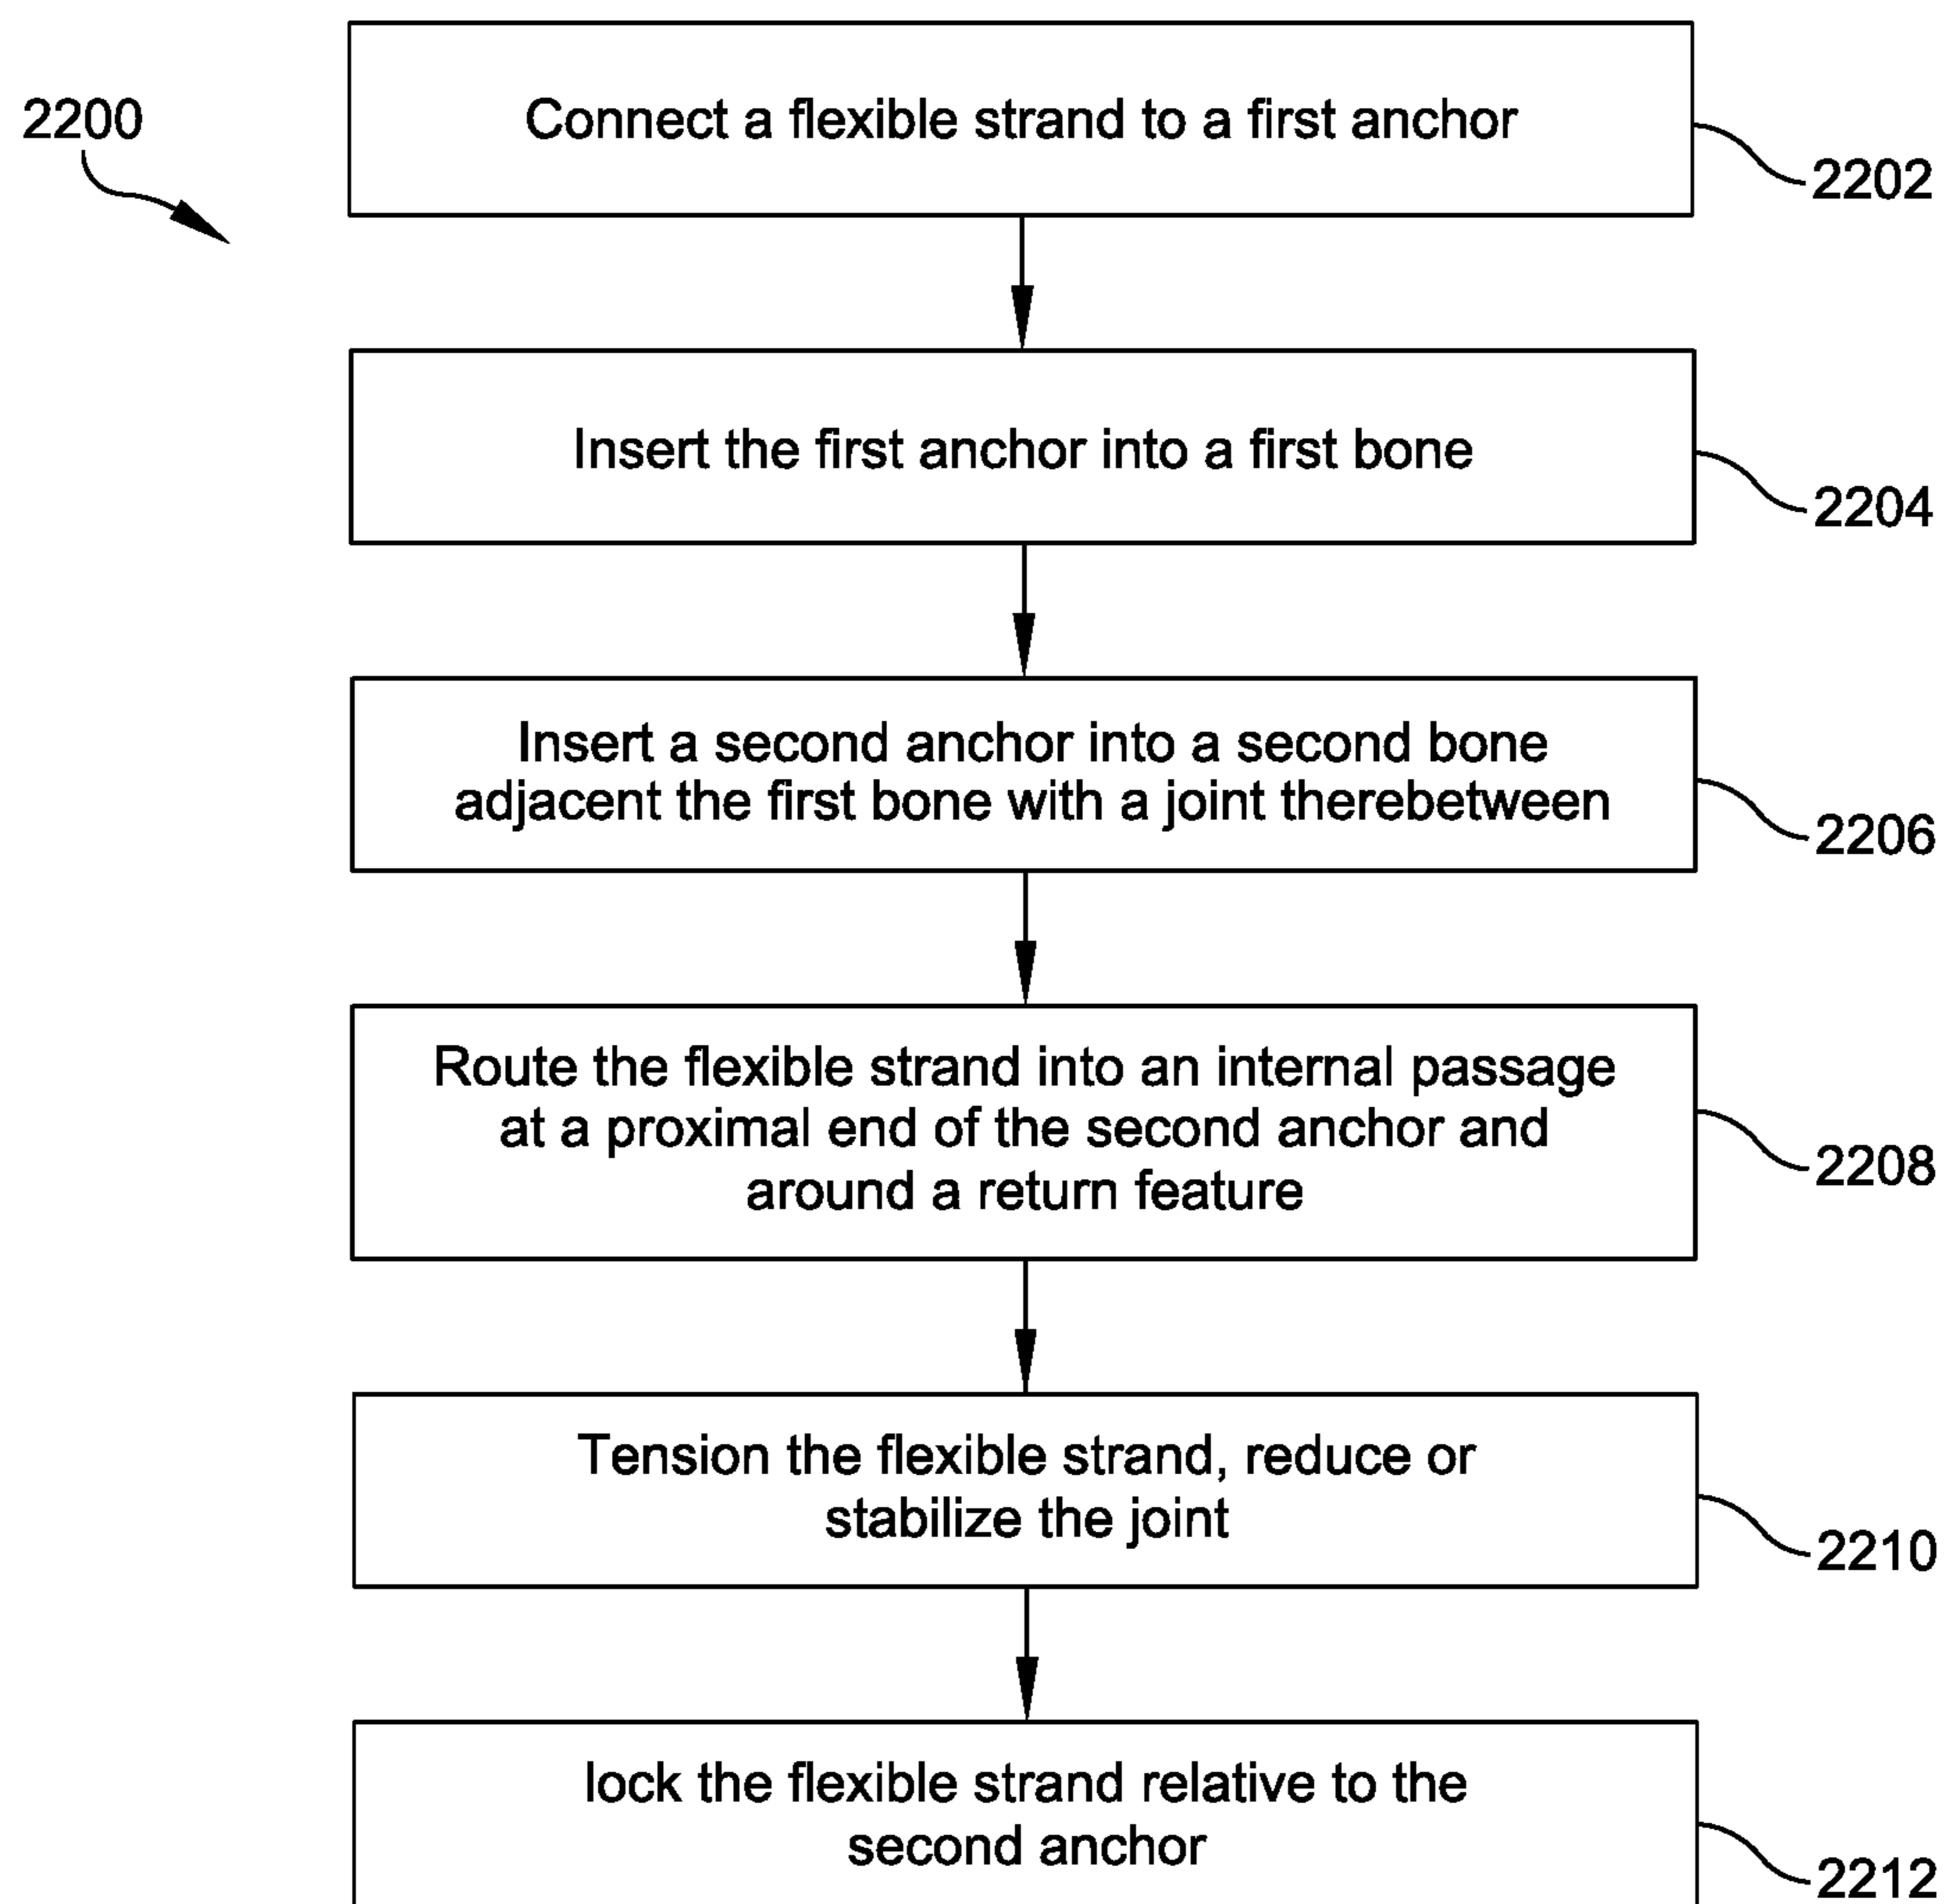 2200
Connect a flexible strand to a first anchor
2202
Insert the first anchor into a first bone
2204
Insert a second anchor into a second bone
adjacent the first bone with a joint therebetween
2206
Route the flexible strand into an internal passage
at a proximal end of the second anchor and
around a return feature
2208
Tension the flexible strand, reduce or
stabilize the joint
2210
lock the flexible strand relative to the
second anchor
2212